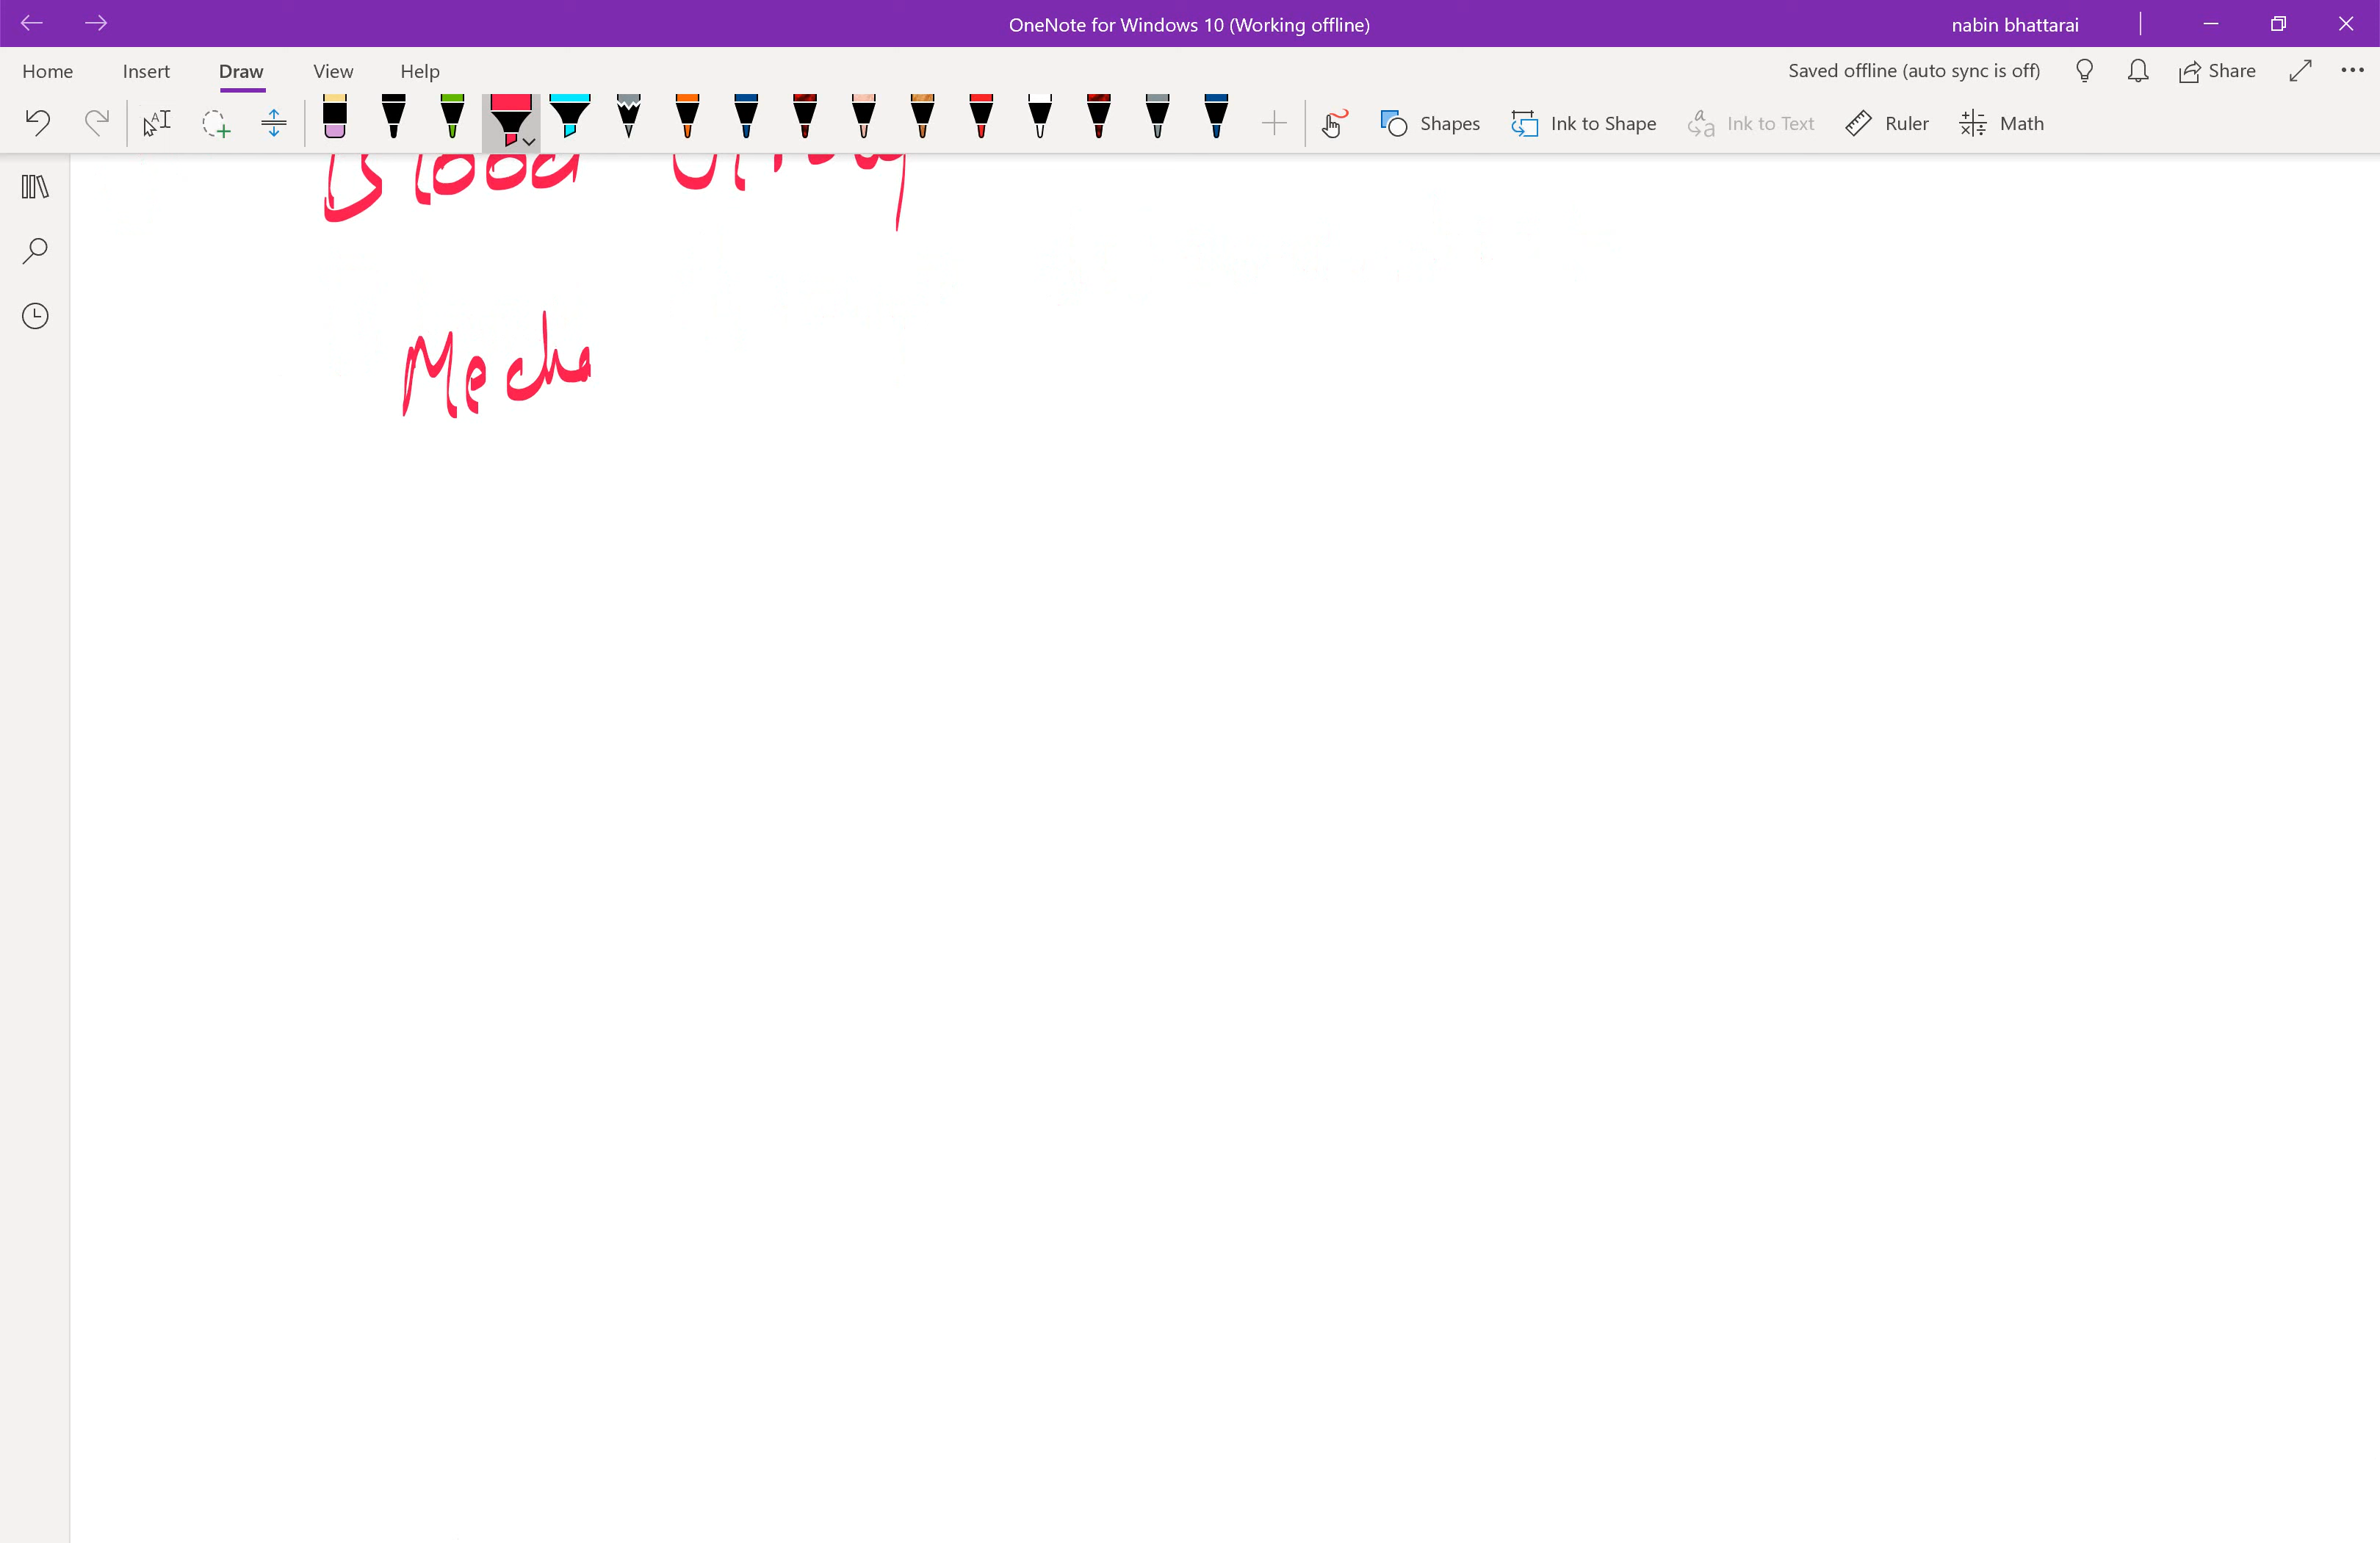 OneNote for Windows 10 (Working offline)
nabin bhattarai
Home Insert Draw View Help
Saved offline (auto sync is off)
Share
Shapes Ink to Shape Ink to Text Ruler Math
Blood
Mecha